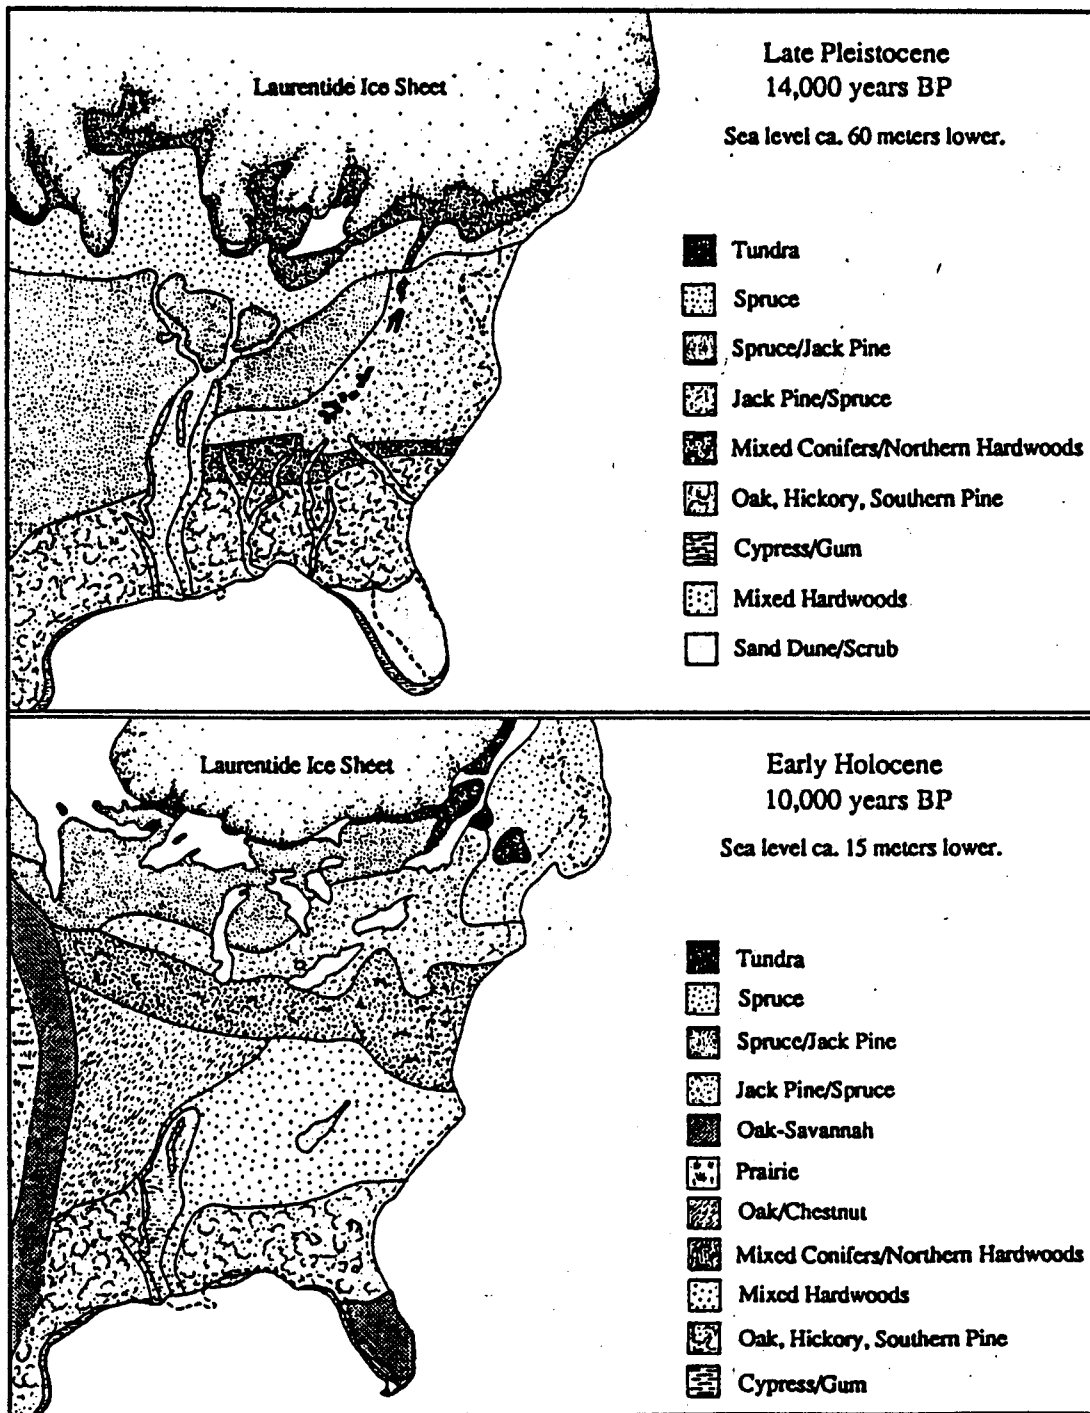 Laurentide Ice Sheet
Late Pleistocene
14,000 years BP
Sea level ca. 60 meters lower.
Tundra
Spruce
Spruce/Jack Pine
Jack Pine/Spruce
Mixed Conifers/Northern Hardwoods
Oak, Hickory, Southern Pine
Cypress/Gum
Mixed Hardwoods
Sand Dune/Scrub
Laurentide Ice Sheet
Early Holocene
10,000 years BP
Sea level ca. 15 meters lower.
Tundra
Spruce
Spruce/Jack Pine
Jack Pine/Spruce
Oak-Savannah
Prairie
Oak/Chestnut
Mixed Conifers/Northern Hardwoods
Mixed Hardwoods
Oak, Hickory, Southern Pine
Cypress/Gum